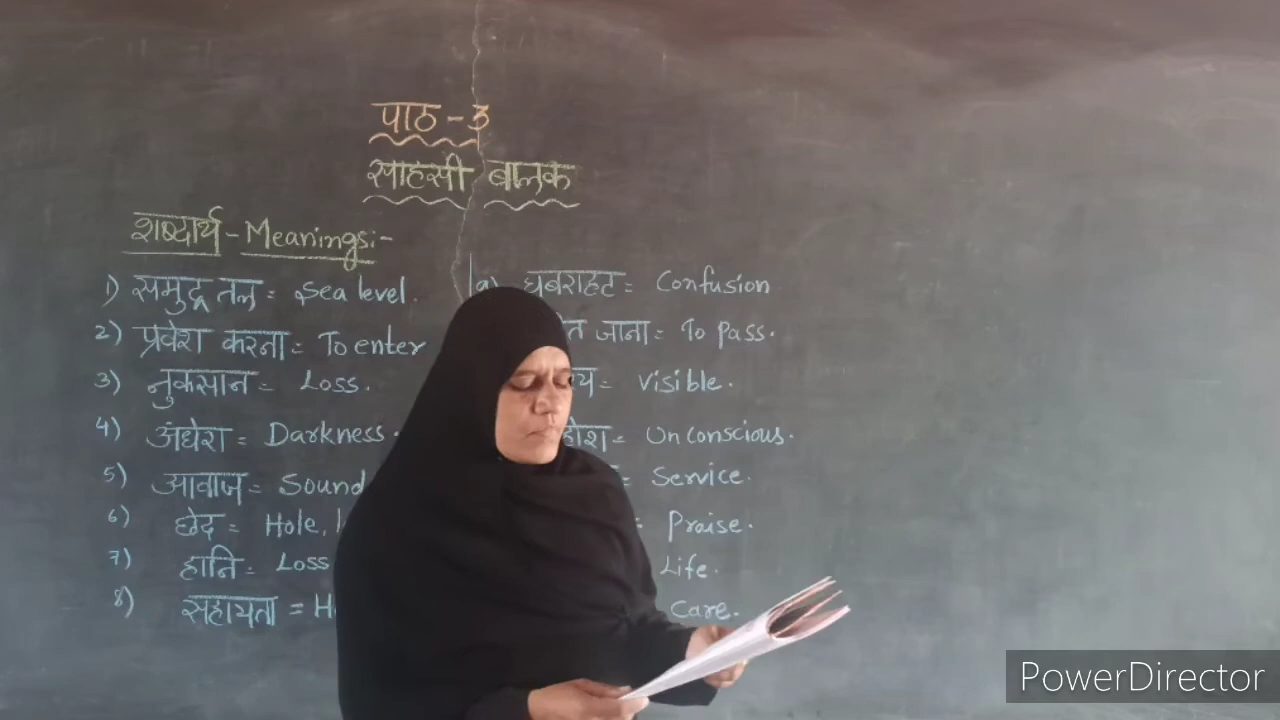 पाठ - 3
साहसी बालक
शब्दार्थ - Meanings:-
1) समुद्र तल = Sea level.
2) प्रवेश करना = To enter
3) नुकसान = Loss.
4) अंधेरा = Darkness.
5) आवाज = Sound
6) छेद = Hole,
7) हानि = Loss
8) सहायता =
9) घबराहट = Confusion
जाना = To pass.
= Visible.
= Unconscious.
= Service.
= Praise.
Life.
Care.
PowerDirector